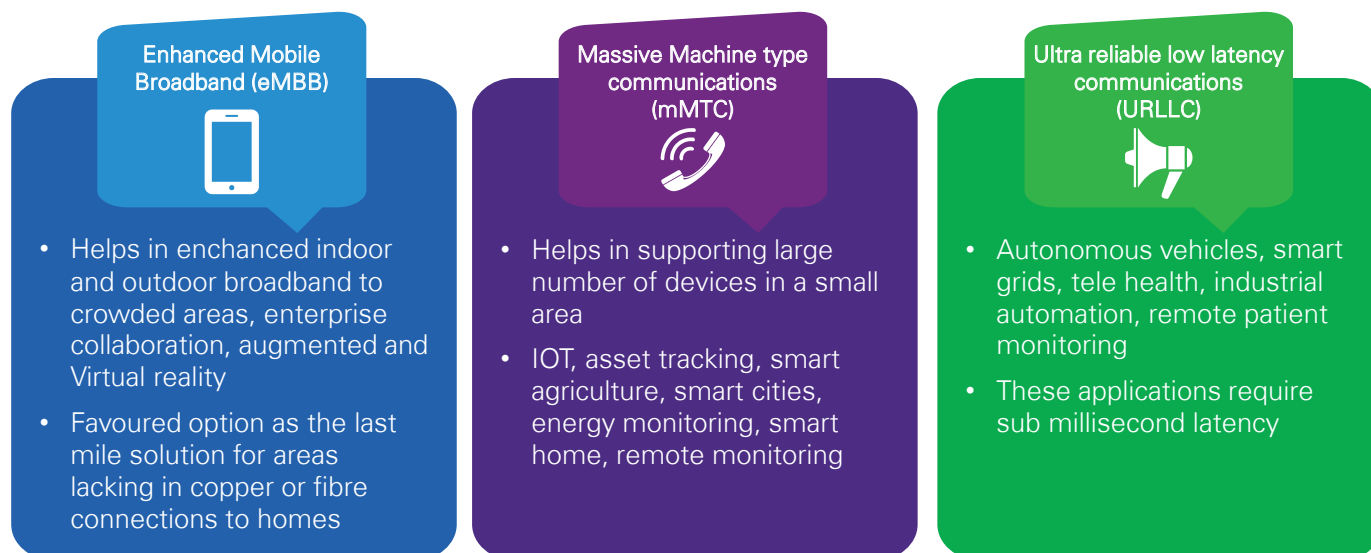 Enhanced Mobile
Broadband (eMBB)
• Helps in enchanced indoor
and outdoor broadband to
crowded areas, enterprise
collaboration, augmented and
Virtual reality
• Favoured option as the last
mile solution for areas
lacking in copper or fibre
connections to homes
Massive Machine type
communications
(mMTC)
• Helps in supporting large
number of devices in a small
area
• IOT, asset tracking, smart
agriculture, smart cities,
energy monitoring, smart
home, remote monitoring
Ultra reliable low latency
communications
(URLLC)
• Autonomous vehicles, smart
grids, tele health, industrial
automation, remote patient
monitoring
• These applications require
sub millisecond latency